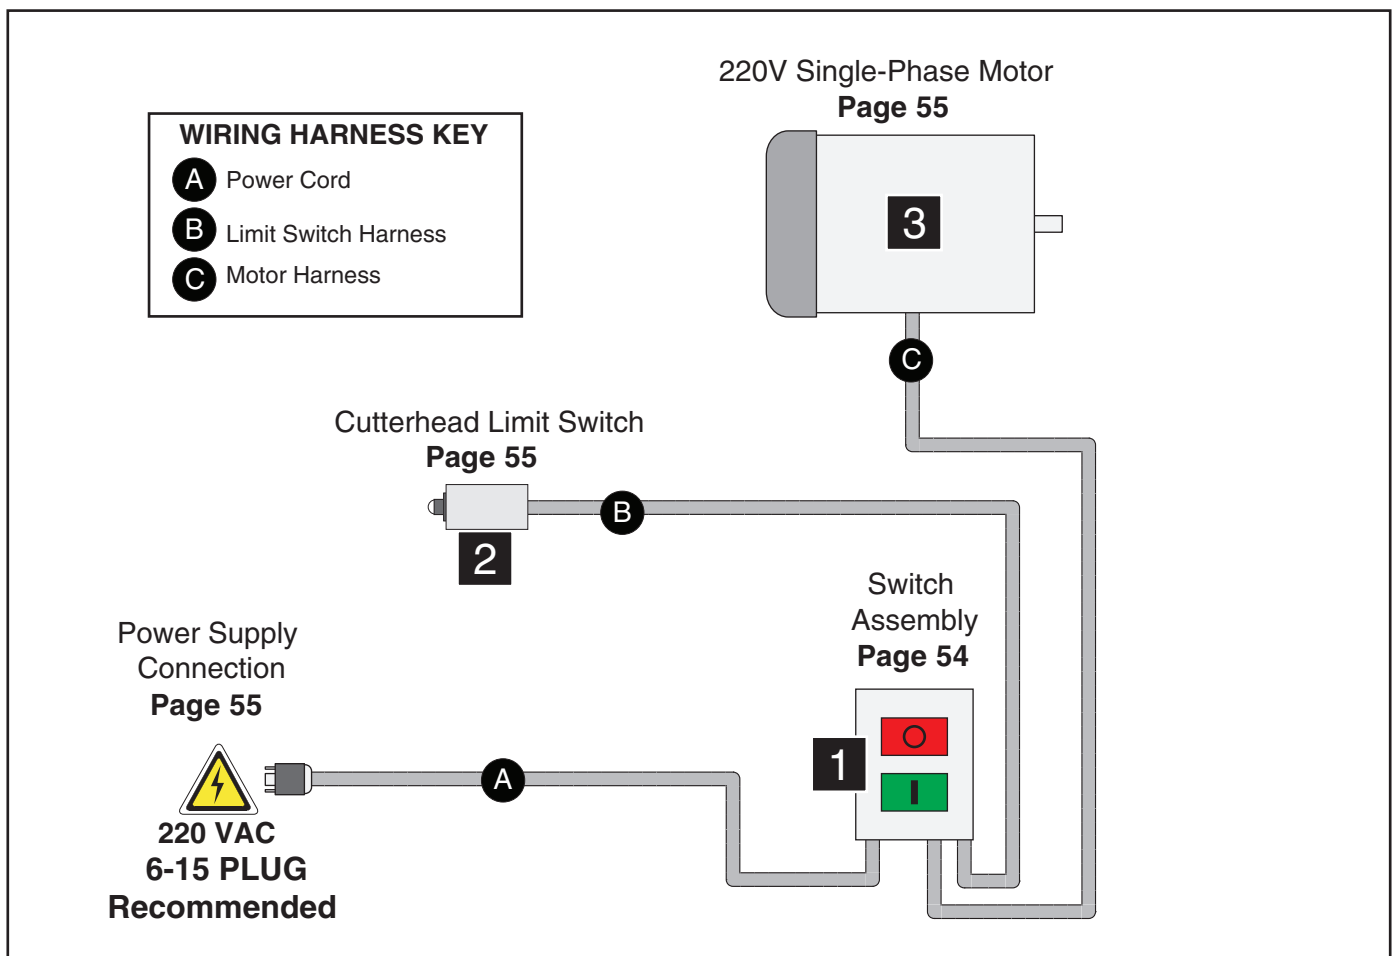 220V Single-Phase Motor
Page 55
WIRING HARNESS KEY
A Power Cord
B Limit Switch Harness
C Motor Harness
3
C
Cutterhead Limit Switch
Page 55
B
2
Switch
Assembly
Page 54
Power Supply
Connection
Page 55
1
A
220 VAC
6-15 PLUG
Recommended